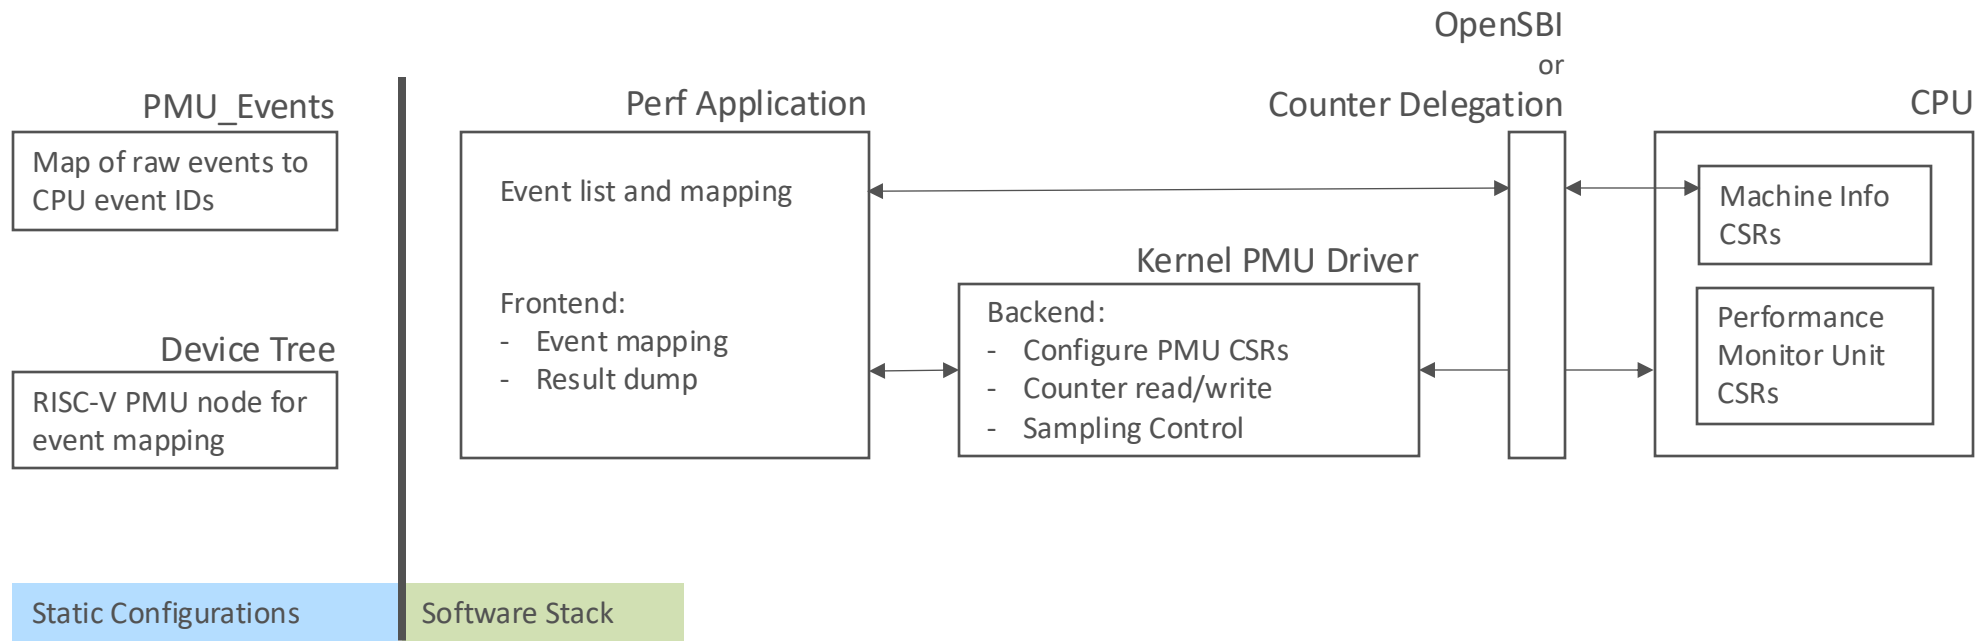 PMU_Events
Map of raw events to
CPU event IDs
Device Tree
RISC-V PMU node for
event mapping
Static Configurations
Perf Application
Event list and mapping
Frontend:
- Event mapping
- Result dump
Kernel PMU Driver
Backend:
- Configure PMU CSRs
- Counter read/write
- Sampling Control
OpenSBI
or
Counter Delegation
CPU
Machine Info
CSRs
Performance
Monitor Unit
CSRs
Software Stack